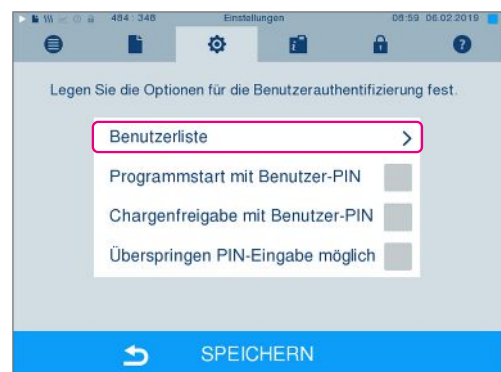 484 : 348 Einstellungen 08:59 06.02.2019
Legen Sie die Optionen für die Benutzerauthentifizierung fest.
Benutzerliste
Programmstart mit Benutzer-PIN
Chargenfreigabe mit Benutzer-PIN
Überspringen PIN-Eingabe möglich
SPEICHERN